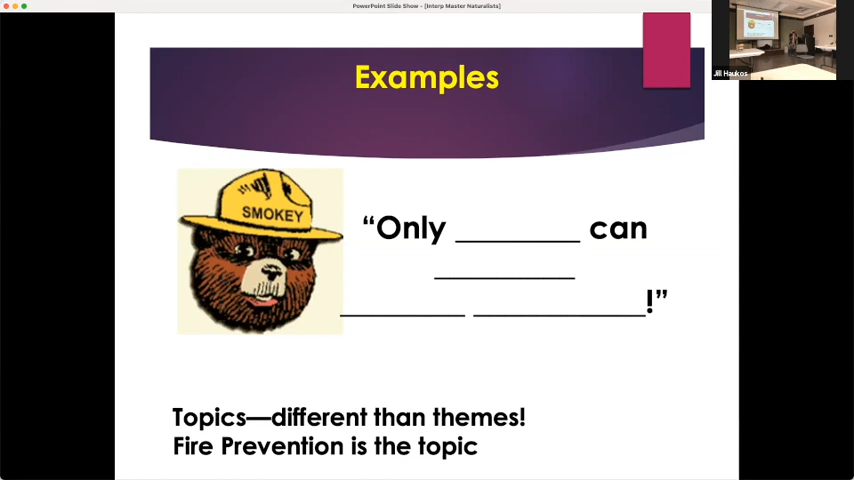 PowerPoint Slide Show - [Interp Master Naturalists]
Examples
SMOKEY
“Only ________ can
_________
________ ___________!”
Topics—different than themes!
Fire Prevention is the topic
Jill Haukos